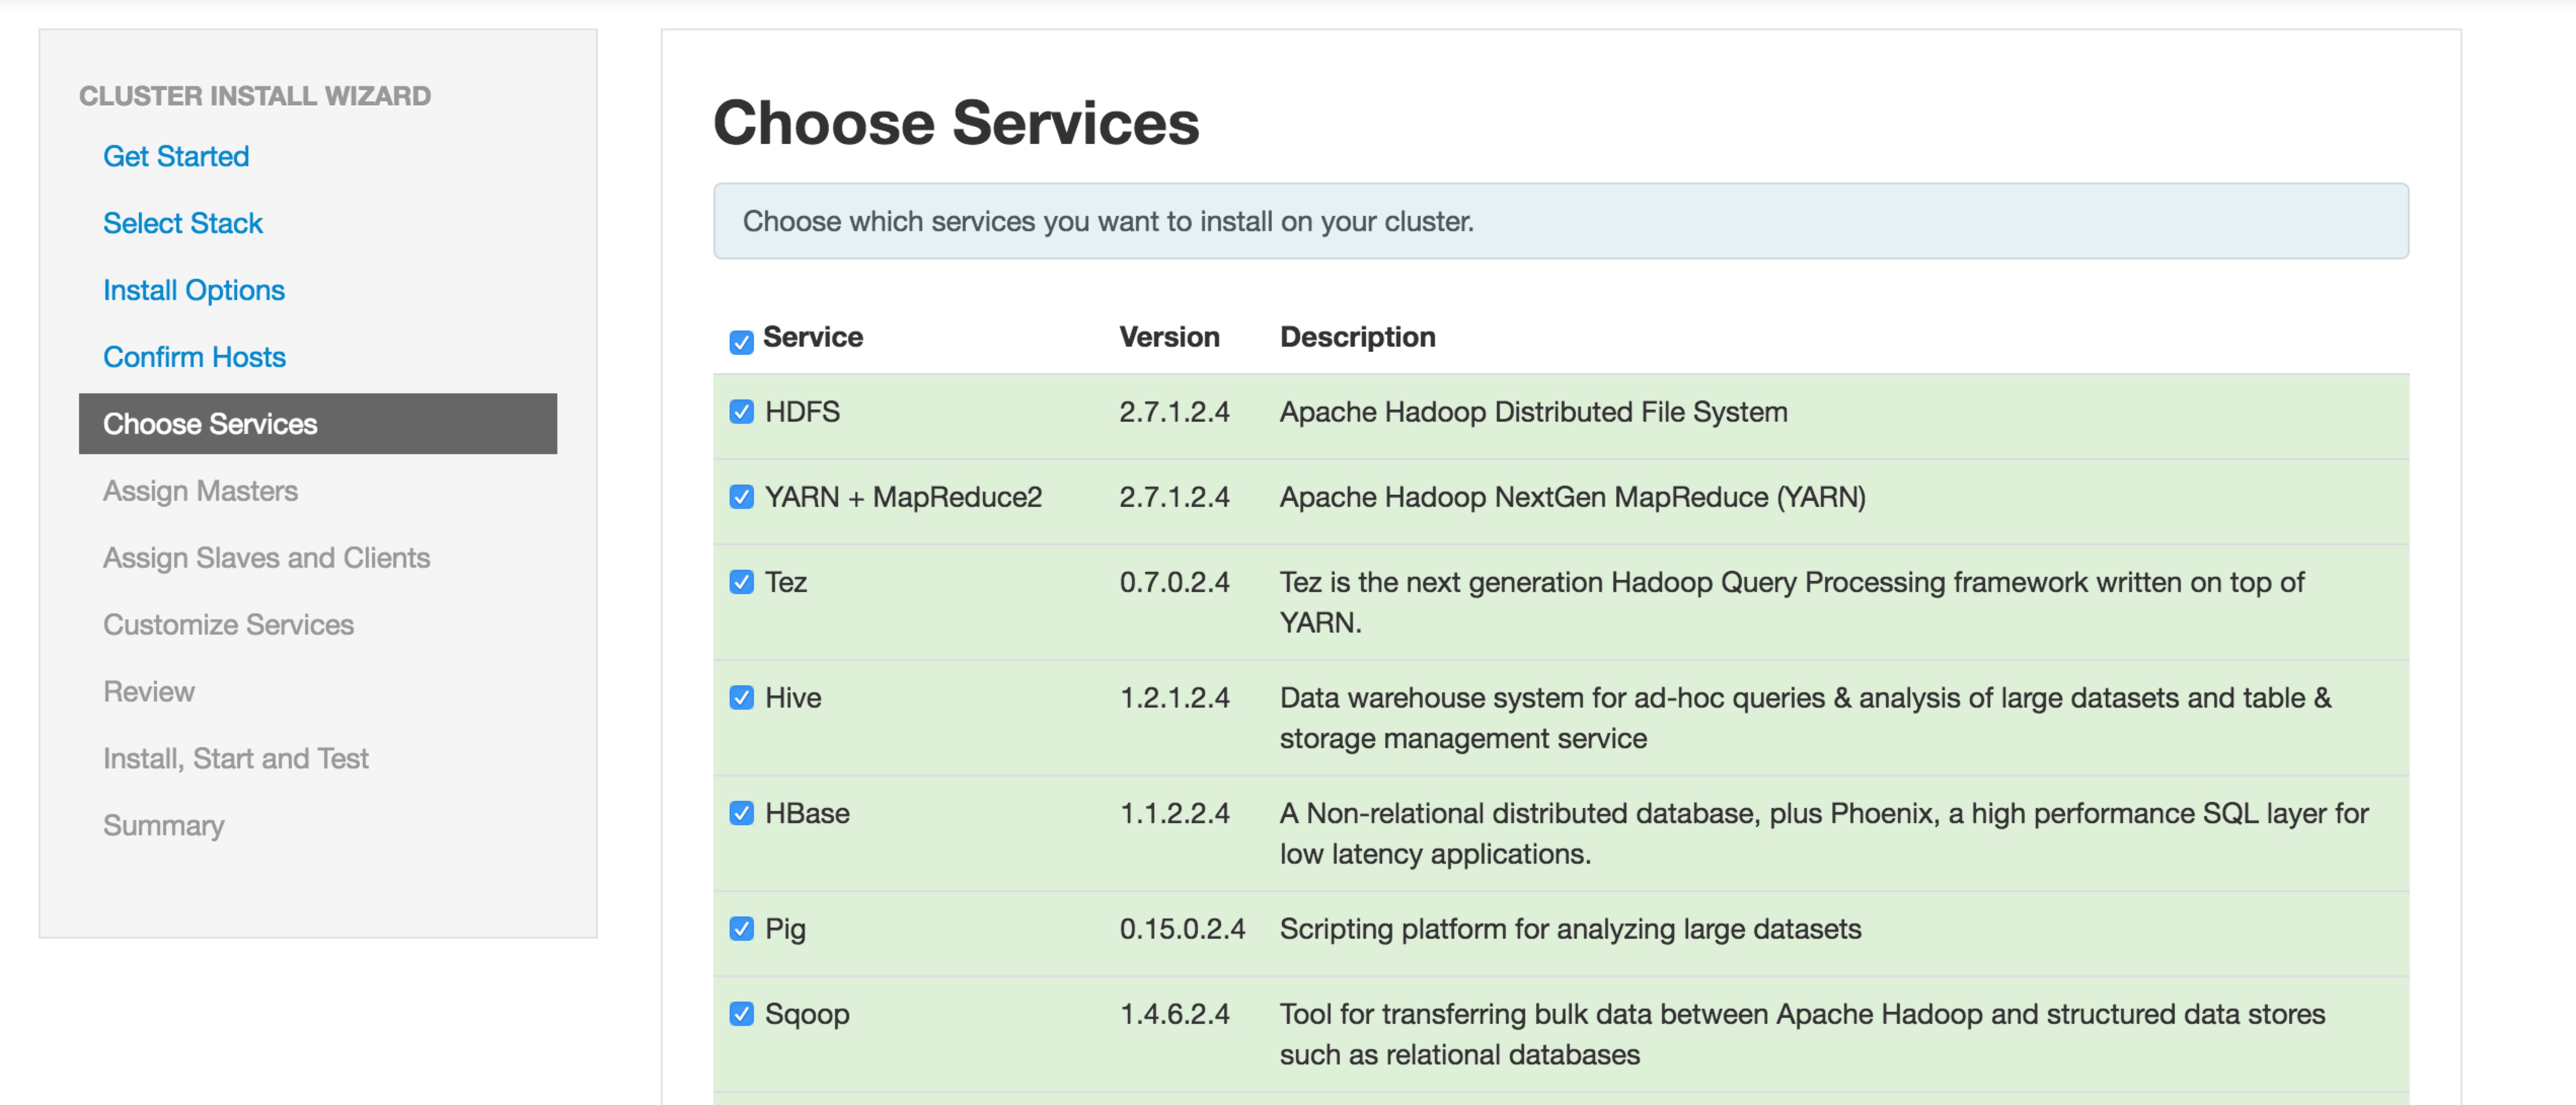 CLUSTER INSTALL WIZARD
Get Started
Select Stack
Install Options
Confirm Hosts
Choose Services
Assign Masters
Assign Slaves and Clients
Customize Services
Review
Install, Start and Test
Summary
Choose Services
Choose which services you want to install on your cluster.
Service Version Description
HDFS 2.7.1.2.4 Apache Hadoop Distributed File System
YARN + MapReduce2 2.7.1.2.4 Apache Hadoop NextGen MapReduce (YARN)
Tez 0.7.0.2.4 Tez is the next generation Hadoop Query Processing framework written on top of
YARN.
Hive 1.2.1.2.4 Data warehouse system for ad-hoc queries & analysis of large datasets and table &
storage management service
HBase 1.1.2.2.4 A Non-relational distributed database, plus Phoenix, a high performance SQL layer for
low latency applications.
Pig 0.15.0.2.4 Scripting platform for analyzing large datasets
Sqoop 1.4.6.2.4 Tool for transferring bulk data between Apache Hadoop and structured data stores
such as relational databases